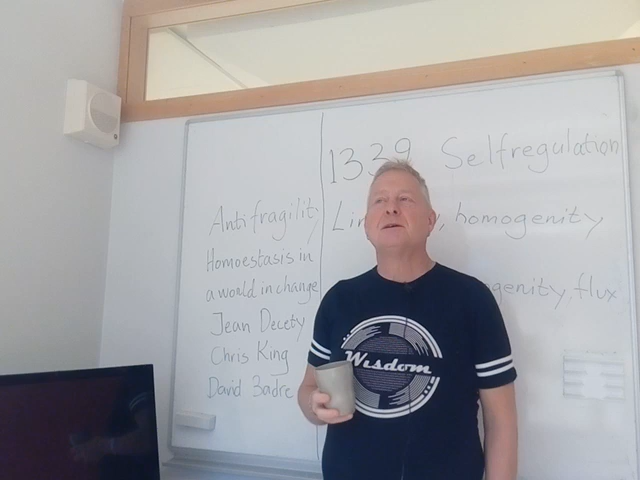 1339 Selfregulation
homogenity
genity flux
Antifragility
Homoestasis in
a world in change
Jean Decety
Chris King
David Badre
Wisdom